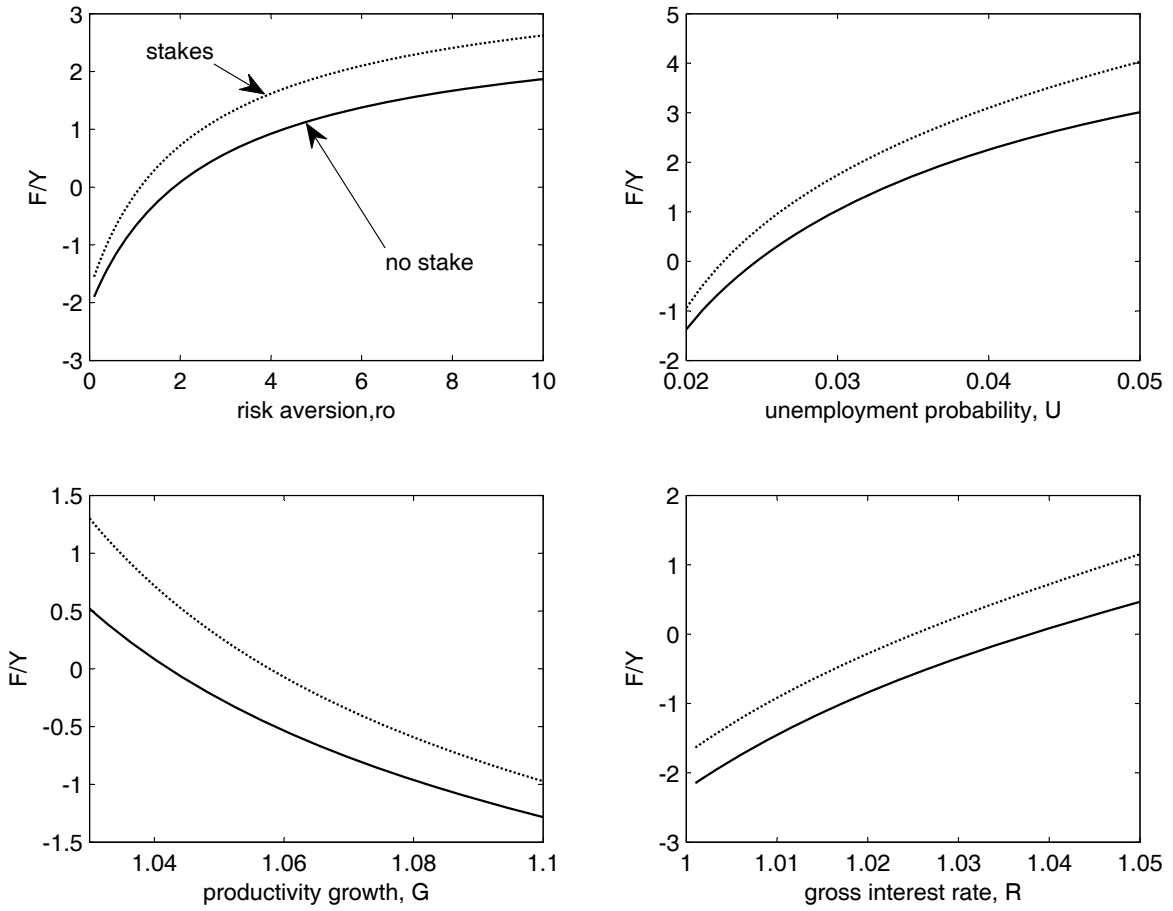 3
2
1
0
-1
-2
-3
F/Y
stakes
no stake
0 2 4 6 8 10
risk aversion,ro
5
4
3
2
1
0
-1
-2
F/Y
0.02 0.03 0.04 0.05
unemployment probability, U
1.5
1
0.5
0
-0.5
-1
-1.5
F/Y
1.04 1.06 1.08 1.1
productivity growth, G
2
1
0
-1
-2
-3
F/Y
1 1.01 1.02 1.03 1.04 1.05
gross interest rate, R